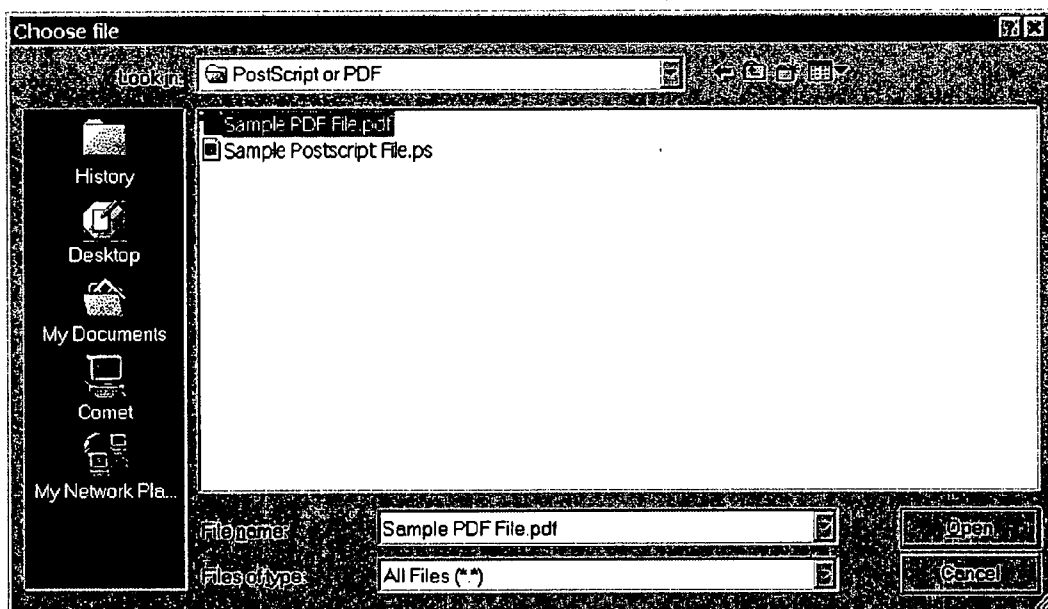 Choose file
Look in:
PostScript or PDF
Sample PDF File.pdf
Sample Postscript File.ps
History
Desktop
My Documents
Comet
My Network Pla...
File name:
Sample PDF File.pdf
Open
Files of type:
All Files (*.*)
Cancel